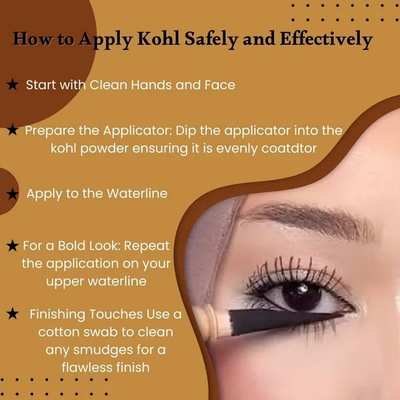 How to Apply Kohl Safely and Effectively
Start with Clean Hands and Face
Prepare the Applicator: Dip the applicator into the
kohl powder ensuring it is evenly coatdtor
Apply to the Waterline
For a Bold Look: Repeat
the application on your
upper waterline
Finishing Touches Use a
cotton swab to clean
any smudges for a
flawless finish